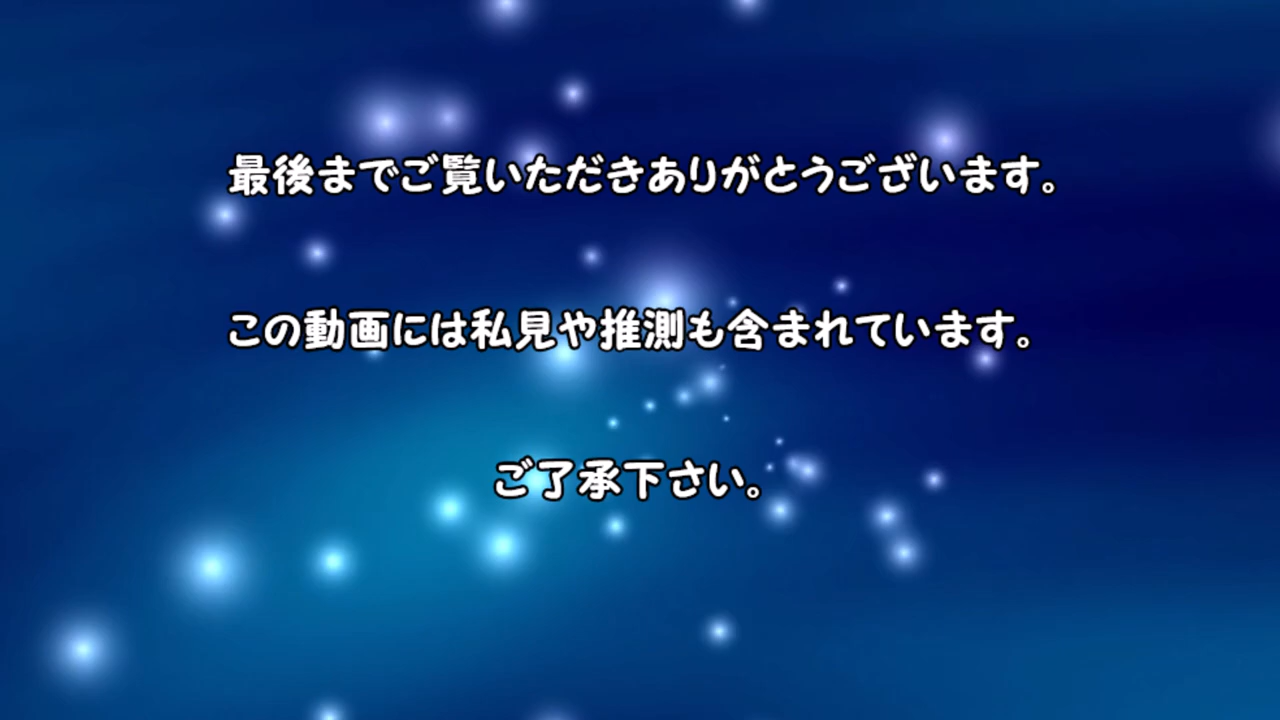 最後までご覧いただきありがとうございます。
この動画には私見や推測も含まれています。
ご了承下さい。